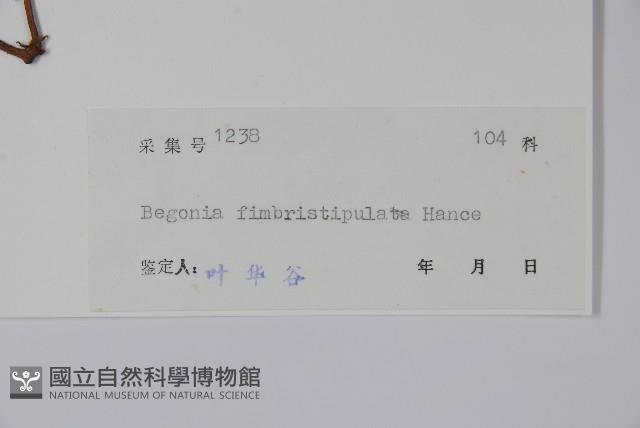 采集号 1238 104 科
Begonia fimbristipulata Hance
鉴定人: 叶华谷 年 月 日
國立自然科學博物館
NATIONAL MUSEUM OF NATURAL SCIENCE